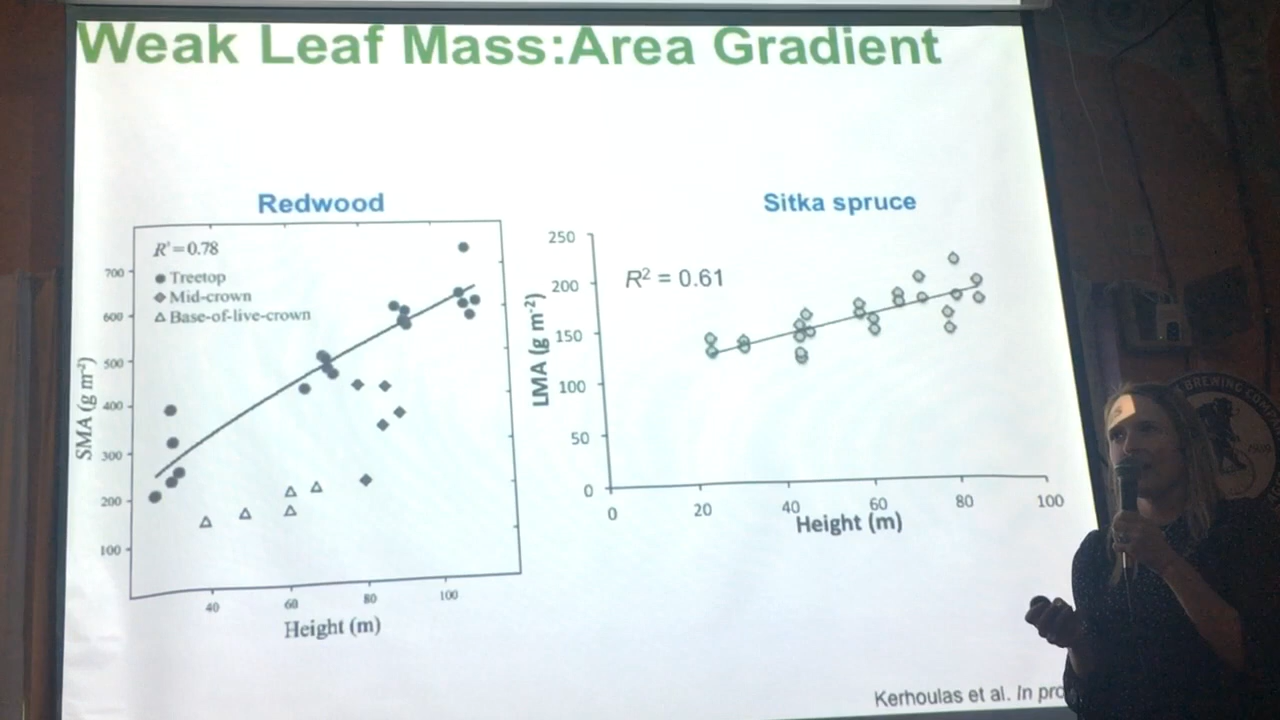 Weak Leaf Mass:Area Gradient
Redwood
R² = 0.78
Treetop
Mid-crown
Base-of-live-crown
700
600
500
400
300
200
100
SMA (g m⁻²)
40
60
80
100
Height (m)
Sitka spruce
R² = 0.61
250
200
150
100
50
0
LMA (g m⁻²)
0
20
40
60
80
100
Height (m)
Kerhoulas et al. In
BREWING COMP